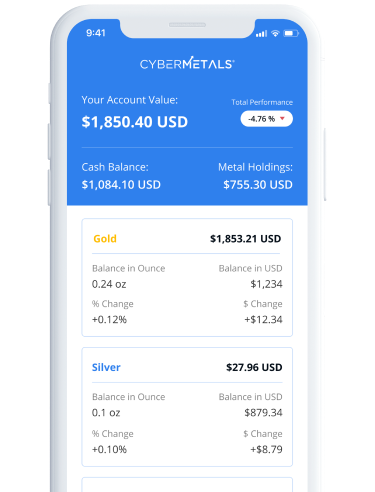 9:41
CYBERMETALS®
Your Account Value:
Total Performance
$1,850.40 USD
-4.76 %
Cash Balance:
Metal Holdings:
$1,084.10 USD
$755.30 USD
Gold
$1,853.21 USD
Balance in Ounce
Balance in USD
0.24 oz
$1,234
% Change
$ Change
+0.12%
+$12.34
Silver
$27.96 USD
Balance in Ounce
Balance in USD
0.1 oz
$879.34
% Change
$ Change
+0.10%
+$8.79